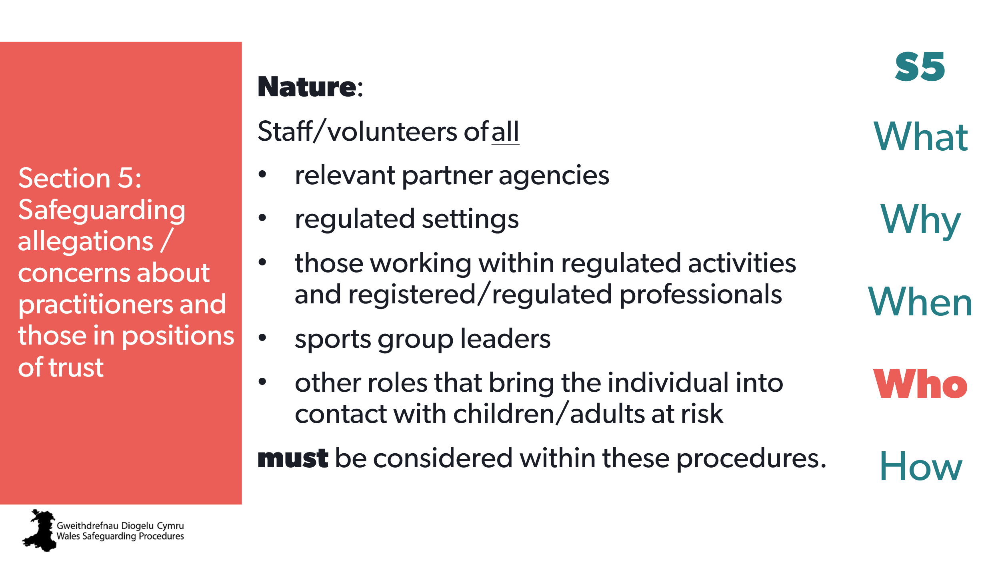 Section 5:
Safeguarding
allegations /
concerns about
practitioners and
those in positions
of trust
Nature:
Staff/volunteers of all
• relevant partner agencies
• regulated settings
• those working within regulated activities
and registered/regulated professionals
• sports group leaders
• other roles that bring the individual into
contact with children/adults at risk
must be considered within these procedures.
S5
What
Why
When
Who
How
Gweithdrefnau Diogelu Cymru
Wales Safeguarding Procedures